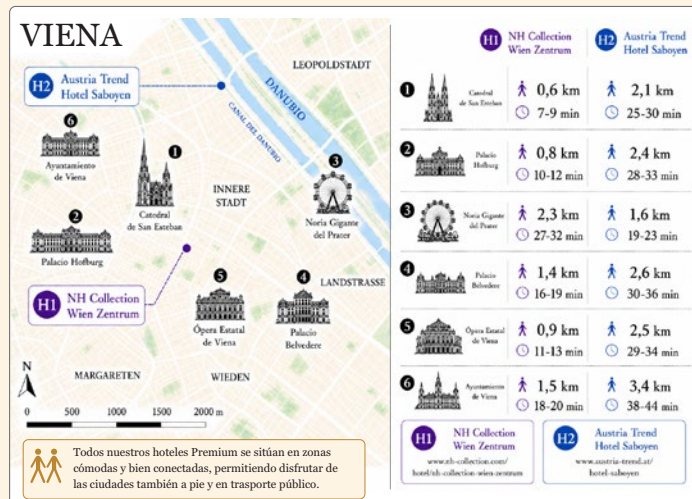 VIENA
H2 Austria Trend
Hotel Saboyen
LEOPOLDSTADT
DANUBIO
CANAL DEL DANUBIO
6
Ayuntamiento
de Viena
1
Catedral
de San Esteban
3
Noria Gigante
del Prater
INNERE
STADT
2
Palacio Hofburg
H1 NH Collection
Wien Zentrum
5
Ópera Estatal
de Viena
4
Palacio
Belvedere
LANDSTRASSE
MARGARETEN
WIEDEN
N
0 500 1000 1500 2000 m
Todos nuestros hoteles Premium se sitúan en zonas
cómodas y bien conectadas, permitiendo disfrutar de
las ciudades también a pie y en trasporte público.
H1 NH Collection
Wien Zentrum
H2 Austria Trend
Hotel Saboyen
1 Catedral
de San Esteban
0,6 km 2,1 km
7-9 min 25-30 min
2 Palacio
Hofburg
0,8 km 2,4 km
10-12 min 28-33 min
3 Noria Gigante
del Prater
2,3 km 1,6 km
27-32 min 19-23 min
4 Palacio
Belvedere
1,4 km 2,6 km
16-19 min 30-36 min
5 Ópera Estatal
de Viena
0,9 km 2,5 km
11-13 min 29-34 min
6 Ayuntamiento
de Viena
1,5 km 3,4 km
18-20 min 38-44 min
H1 NH Collection
Wien Zentrum
www.nh-collection.com/
hotel/nh-collection-wien-zentrum
H2 Austria Trend
Hotel Saboyen
www.austria-trend.at/
hotel-saboyen